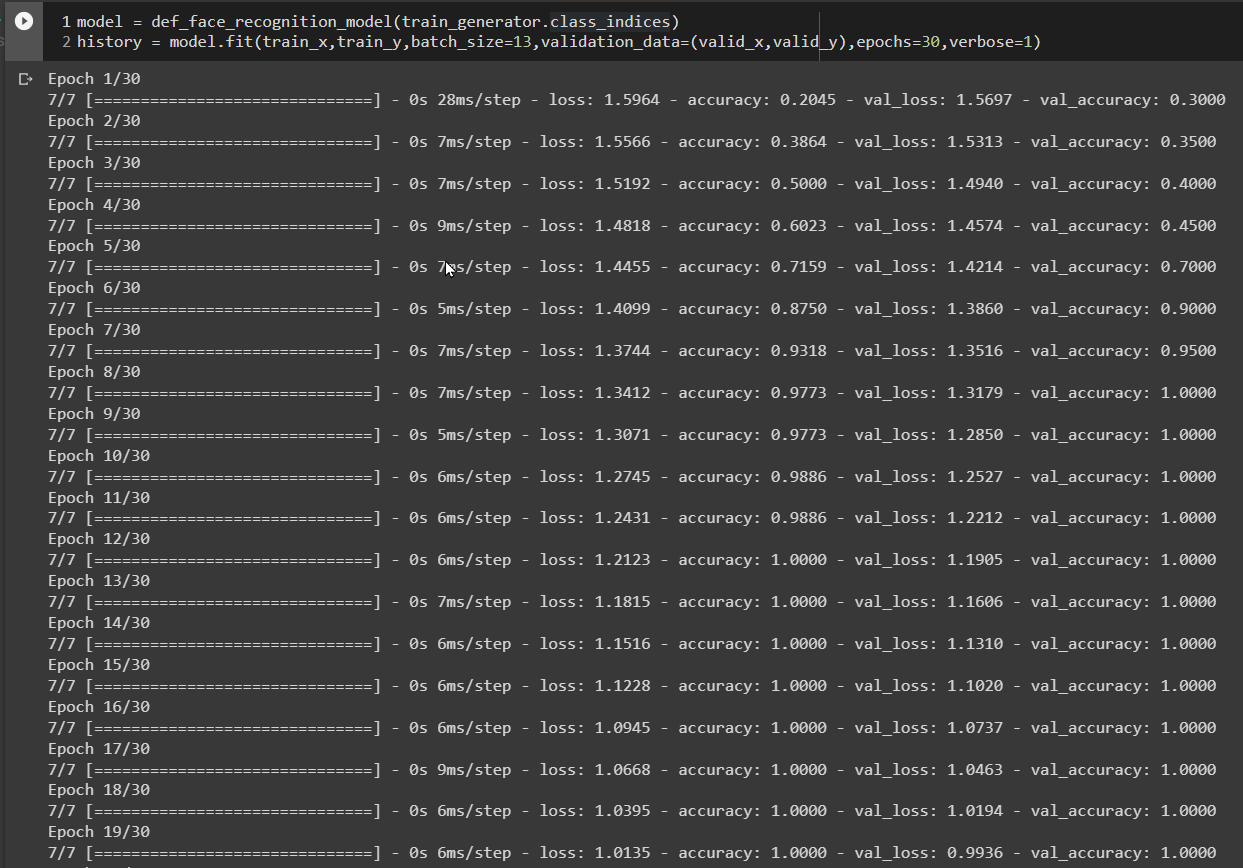 1 model = def_face_recognition_model(train_generator.class_indices)
2 history = model.fit(train_x,train_y,batch_size=13,validation_data=(valid_x,valid_y),epochs=30,verbose=1)
Epoch 1/30
7/7 [==============================] - 0s 28ms/step - loss: 1.5964 - accuracy: 0.2045 - val_loss: 1.5697 - val_accuracy: 0.3000
Epoch 2/30
7/7 [==============================] - 0s 7ms/step - loss: 1.5566 - accuracy: 0.3864 - val_loss: 1.5313 - val_accuracy: 0.3500
Epoch 3/30
7/7 [==============================] - 0s 7ms/step - loss: 1.5192 - accuracy: 0.5000 - val_loss: 1.4940 - val_accuracy: 0.4000
Epoch 4/30
7/7 [==============================] - 0s 9ms/step - loss: 1.4818 - accuracy: 0.6023 - val_loss: 1.4574 - val_accuracy: 0.4500
Epoch 5/30
7/7 [==============================] - 0s 7ms/step - loss: 1.4455 - accuracy: 0.7159 - val_loss: 1.4214 - val_accuracy: 0.7000
Epoch 6/30
7/7 [==============================] - 0s 5ms/step - loss: 1.4099 - accuracy: 0.8750 - val_loss: 1.3860 - val_accuracy: 0.9000
Epoch 7/30
7/7 [==============================] - 0s 7ms/step - loss: 1.3744 - accuracy: 0.9318 - val_loss: 1.3516 - val_accuracy: 0.9500
Epoch 8/30
7/7 [==============================] - 0s 7ms/step - loss: 1.3412 - accuracy: 0.9773 - val_loss: 1.3179 - val_accuracy: 1.0000
Epoch 9/30
7/7 [==============================] - 0s 5ms/step - loss: 1.3071 - accuracy: 0.9773 - val_loss: 1.2850 - val_accuracy: 1.0000
Epoch 10/30
7/7 [==============================] - 0s 6ms/step - loss: 1.2745 - accuracy: 0.9886 - val_loss: 1.2527 - val_accuracy: 1.0000
Epoch 11/30
7/7 [==============================] - 0s 6ms/step - loss: 1.2431 - accuracy: 0.9886 - val_loss: 1.2212 - val_accuracy: 1.0000
Epoch 12/30
7/7 [==============================] - 0s 6ms/step - loss: 1.2123 - accuracy: 1.0000 - val_loss: 1.1905 - val_accuracy: 1.0000
Epoch 13/30
7/7 [==============================] - 0s 7ms/step - loss: 1.1815 - accuracy: 1.0000 - val_loss: 1.1606 - val_accuracy: 1.0000
Epoch 14/30
7/7 [==============================] - 0s 6ms/step - loss: 1.1516 - accuracy: 1.0000 - val_loss: 1.1310 - val_accuracy: 1.0000
Epoch 15/30
7/7 [==============================] - 0s 6ms/step - loss: 1.1228 - accuracy: 1.0000 - val_loss: 1.1020 - val_accuracy: 1.0000
Epoch 16/30
7/7 [==============================] - 0s 6ms/step - loss: 1.0945 - accuracy: 1.0000 - val_loss: 1.0737 - val_accuracy: 1.0000
Epoch 17/30
7/7 [==============================] - 0s 9ms/step - loss: 1.0668 - accuracy: 1.0000 - val_loss: 1.0463 - val_accuracy: 1.0000
Epoch 18/30
7/7 [==============================] - 0s 6ms/step - loss: 1.0395 - accuracy: 1.0000 - val_loss: 1.0194 - val_accuracy: 1.0000
Epoch 19/30
7/7 [==============================] - 0s 6ms/step - loss: 1.0135 - accuracy: 1.0000 - val_loss: 0.9936 - val_accuracy: 1.0000